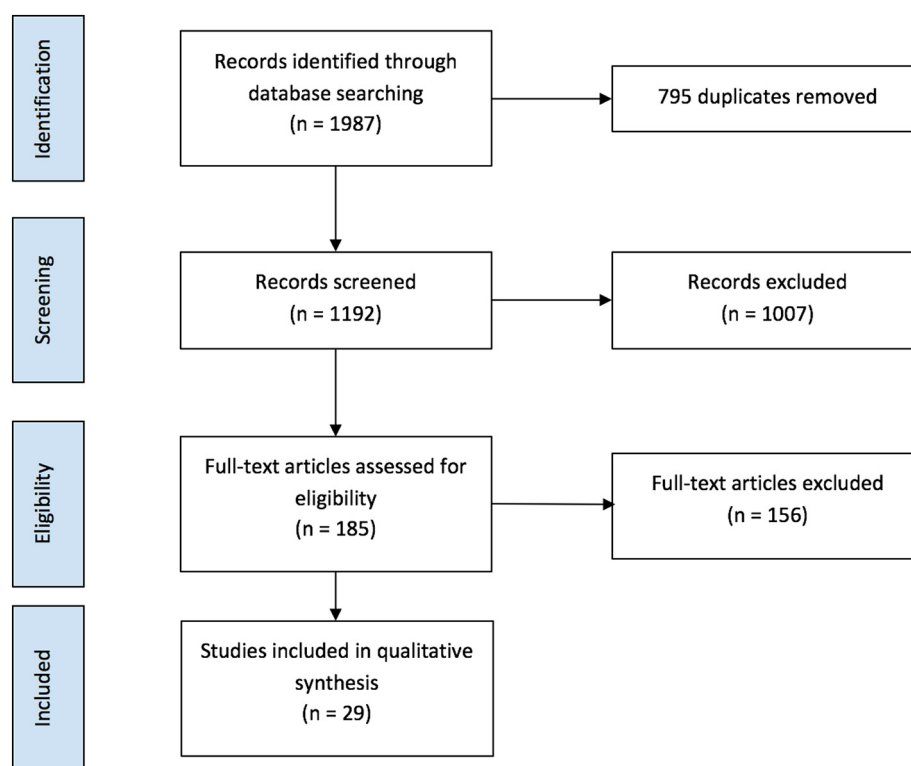 Identification
Records identified through
database searching
(n = 1987)
795 duplicates removed
Screening
Records screened
(n = 1192)
Records excluded
(n = 1007)
Eligibility
Full-text articles assessed for
eligibility
(n = 185)
Full-text articles excluded
(n = 156)
Included
Studies included in qualitative
synthesis
(n = 29)